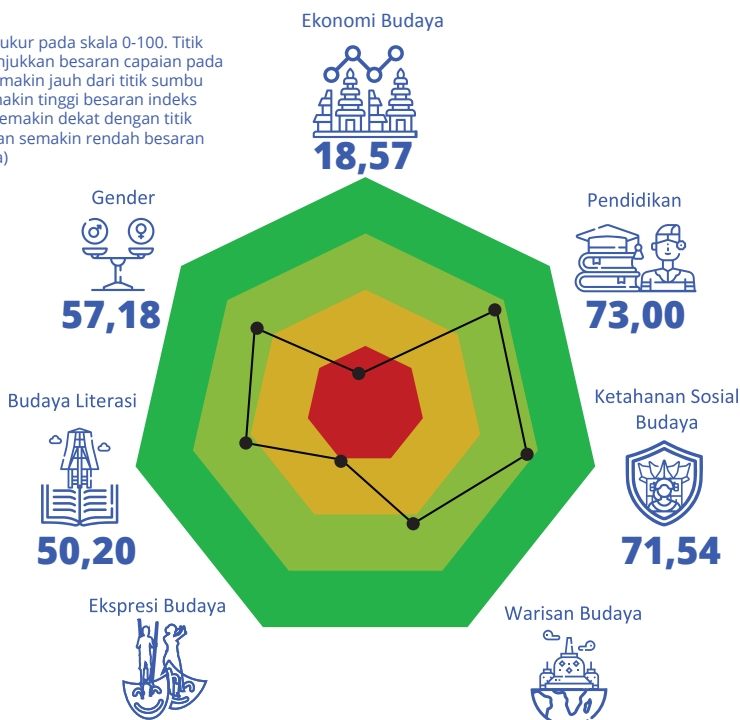 Ekonomi Budaya
ukur pada skala 0-100. Titik
njukkan besaran capaian pada
makin jauh dari titik sumbu
akin tinggi besaran indeks
emakin dekat dengan titik
an semakin rendah besaran
a)
18,57
Gender
57,18
Pendidikan
73,00
Budaya Literasi
50,20
Ketahanan Sosial
Budaya
71,54
Ekspresi Budaya
Warisan Budaya